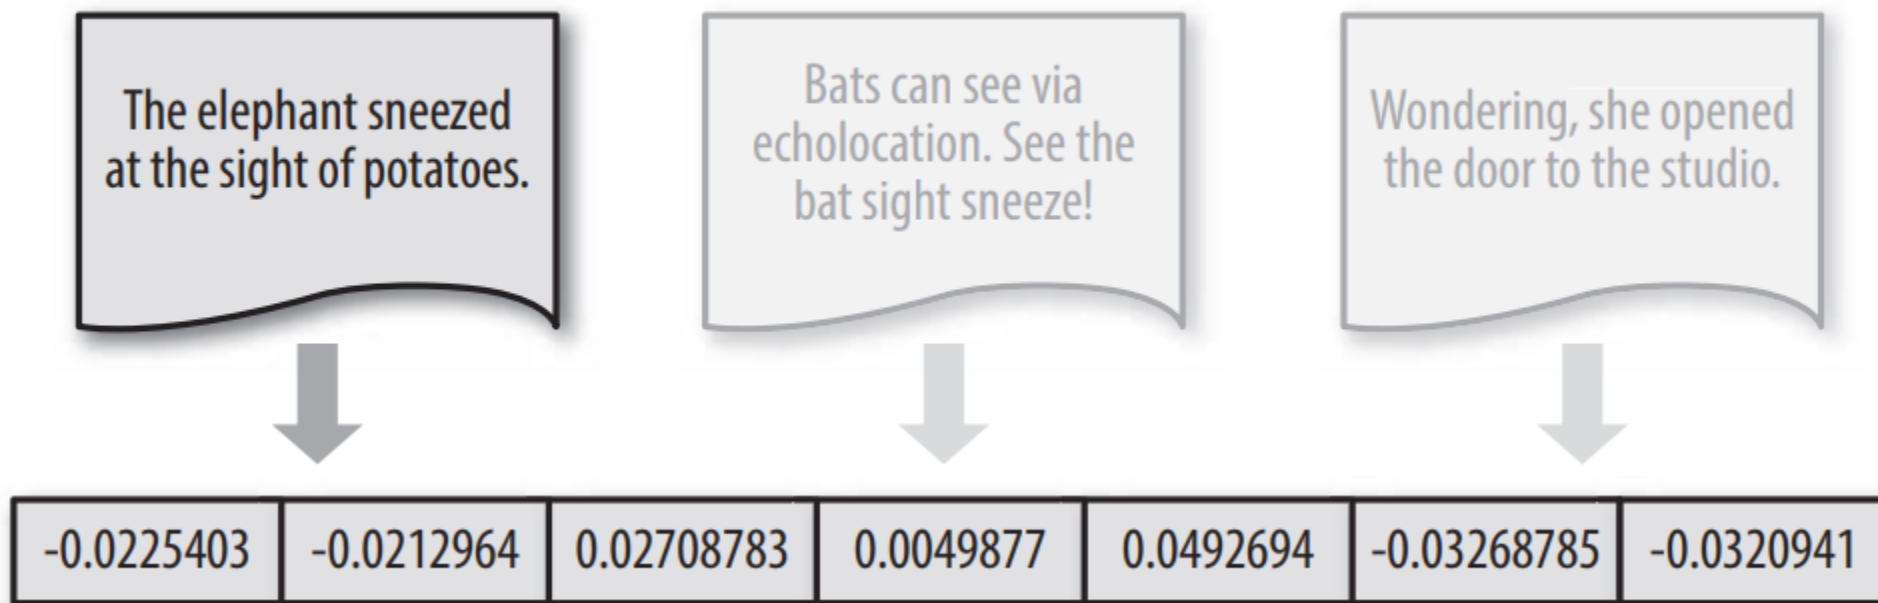 The elephant sneezed
at the sight of potatoes.
Bats can see via
echolocation. See the
bat sight sneeze!
Wondering, she opened
the door to the studio.
-0.0225403 -0.0212964 0.02708783 0.0049877 0.0492694 -0.03268785 -0.0320941